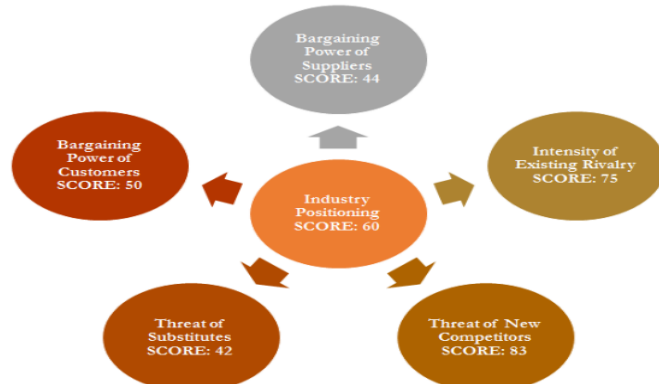 Bargaining
Power of
Suppliers
SCORE: 44
Bargaining
Power of
Customers
SCORE: 50
Intensity of
Existing Rivalry
SCORE: 75
Industry
Positioning
SCORE: 60
Threat of
Substitutes
SCORE: 42
Threat of New
Competitors
SCORE: 83